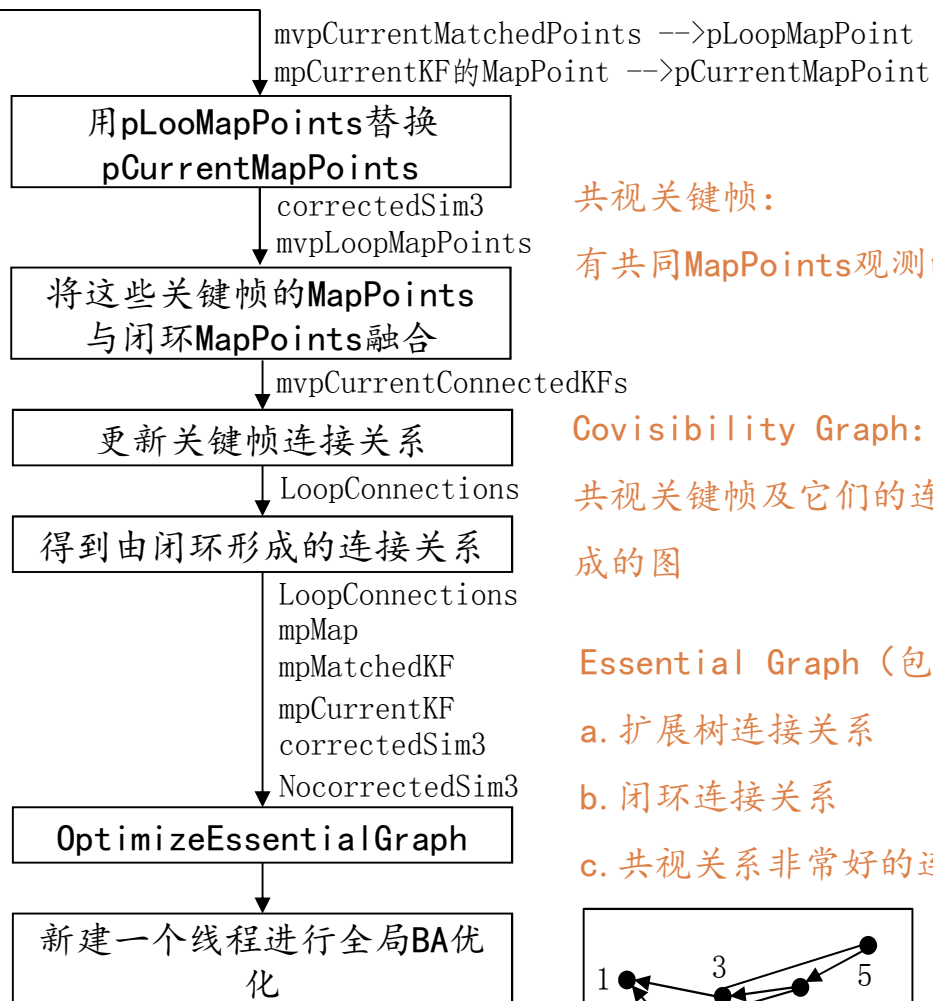 mvpCurrentMatchedPoints -->pLoopMapPoint
mpCurrentKF的MapPoint -->pCurrentMapPoint
用pLooMapPoints替换
pCurrentMapPoints
correctedSim3
mvpLoopMapPoints
将这些关键帧的MapPoints
与闭环MapPoints融合
mvpCurrentConnectedKFs
更新关键帧连接关系
LoopConnections
得到由闭环形成的连接关系
LoopConnections
mpMap
mpMatchedKF
mpCurrentKF
correctedSim3
NocorrectedSim3
OptimizeEssentialGraph
新建一个线程进行全局BA优
化
共视关键帧：
有共同MapPoints观测
Covisibility Graph：
共视关键帧及它们的连
成的图
Essential Graph（包
a.扩展树连接关系
b.闭环连接关系
c.共视关系非常好的连
1
3
5